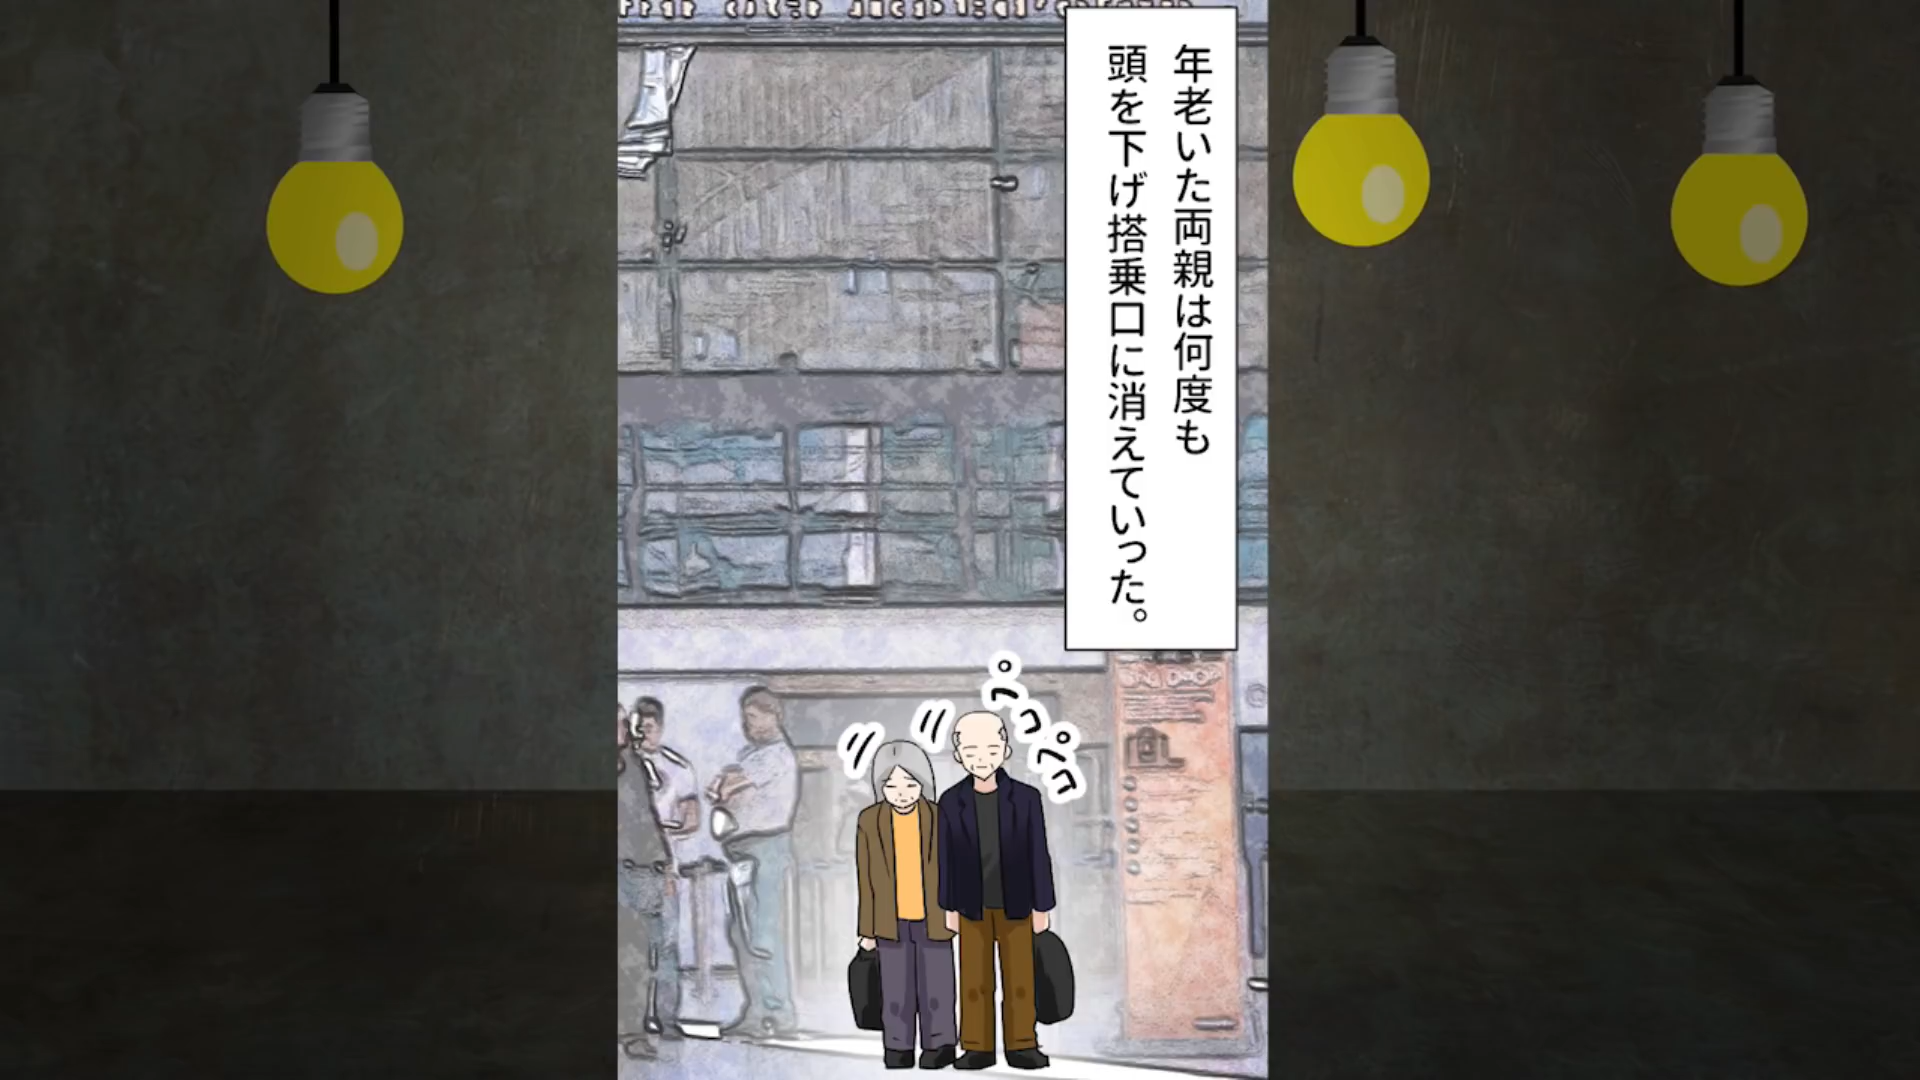 年老いた両親は何度も
頭を下げ搭乗口に消えていった。
ペコペコ